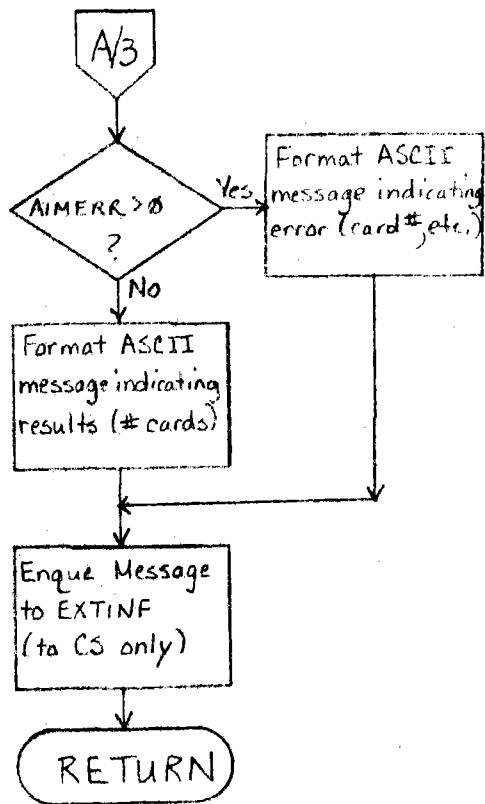 A/3
AIMERR>0
?
Yes
Format ASCII
message indicating
error (card #, etc.)
No
Format ASCII
message indicating
results (# cards)
Enque Message
to EXTINF
(to CS only)
RETURN